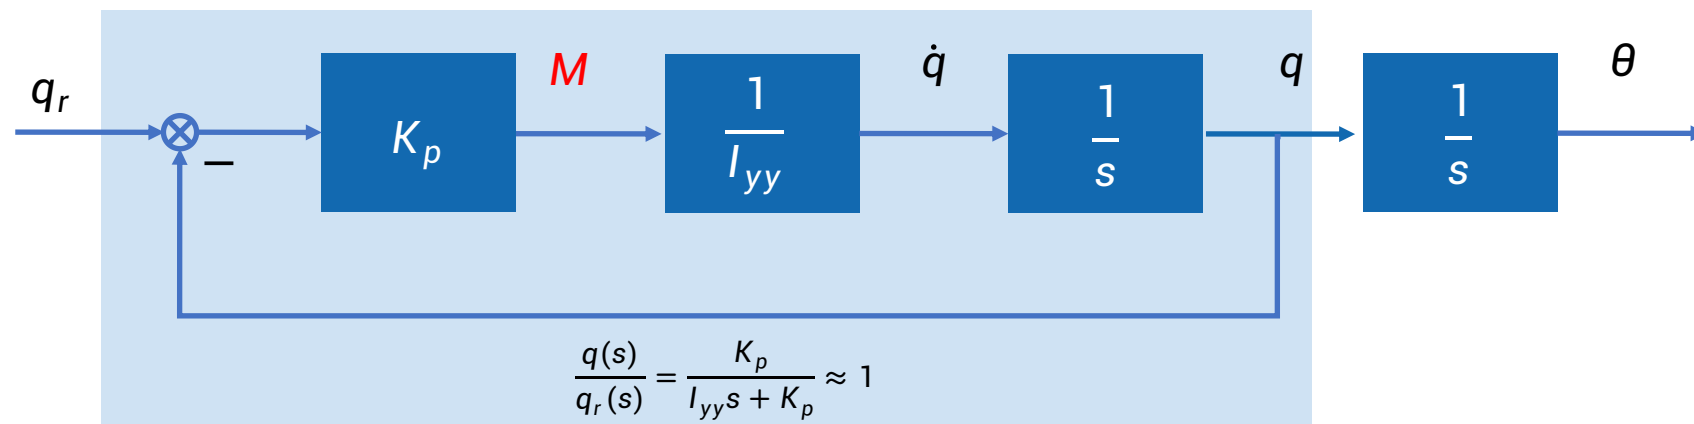 q_r
−
K_p
M
1
I_yy
q̇
1
s
q
1
s
θ
q(s)/q_r(s) = K_p/(I_yy s + K_p) ≈ 1